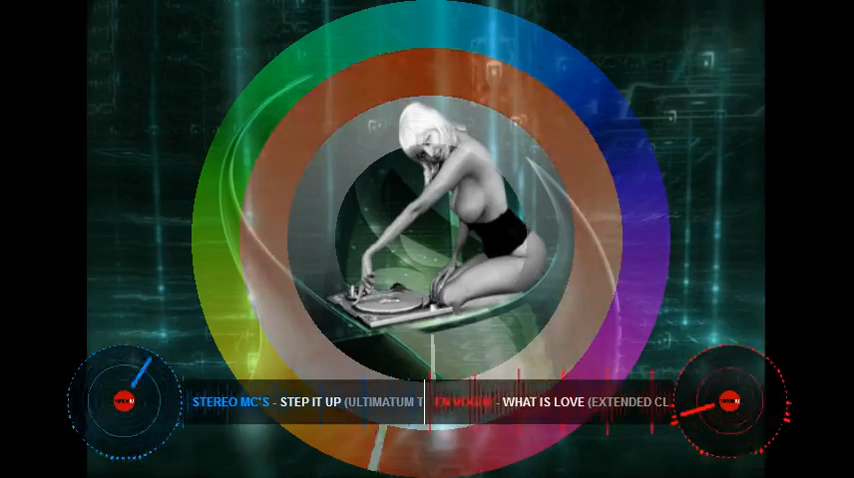 STEREO MC'S - STEP IT UP (ULTIMATUM T
EN VOGUE - WHAT IS LOVE (EXTENDED CL